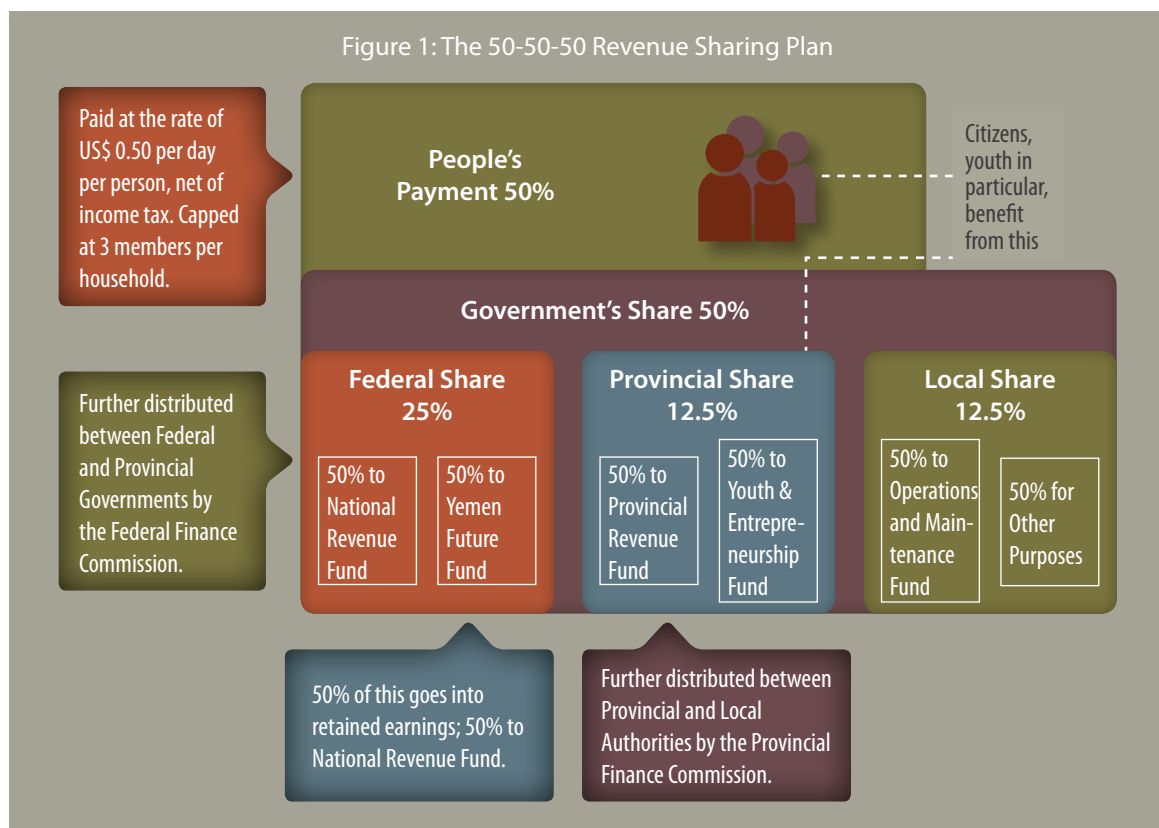 Figure 1: The 50-50-50 Revenue Sharing Plan
Paid at the rate of
US$ 0.50 per day
per person, net of
income tax. Capped
at 3 members per
household.
People's
Payment 50%
Citizens,
youth in
particular,
benefit
from this
Government's Share 50%
Further distributed
between Federal
and Provincial
Governments by
the Federal Finance
Commission.
Federal Share
25%
50% to
National
Revenue
Fund
50% to
Yemen
Future
Fund
Provincial Share
12.5%
50% to
Provincial
Revenue
Fund
50% to
Youth &
Entrepre-
neurship
Fund
Local Share
12.5%
50% to
Operations
and Main-
tenance
Fund
50% for
Other
Purposes
50% of this goes into
retained earnings; 50% to
National Revenue Fund.
Further distributed between
Provincial and Local
Authorities by the Provincial
Finance Commission.